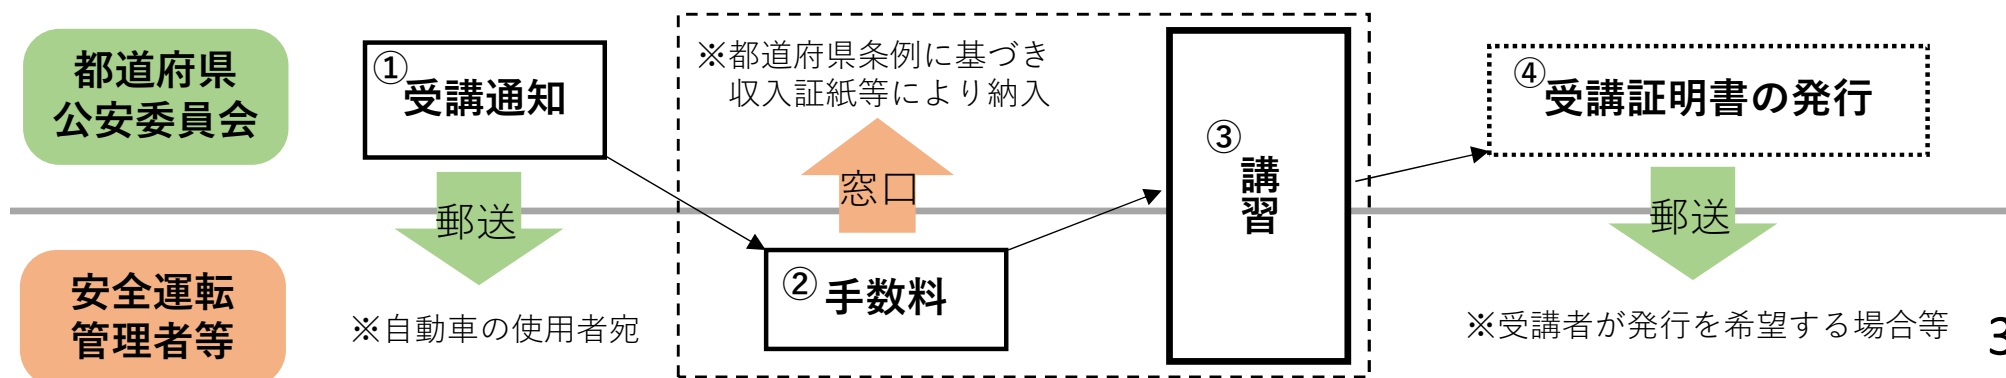 都道府県
公安委員会
①
受講通知
郵送
※自動車の使用者宛
※都道府県条例に基づき
収入証紙等により納入
窓口
②
手数料
③
講習
④
受講証明書の発行
郵送
※受講者が発行を希望する場合等
安全運転
管理者等
3